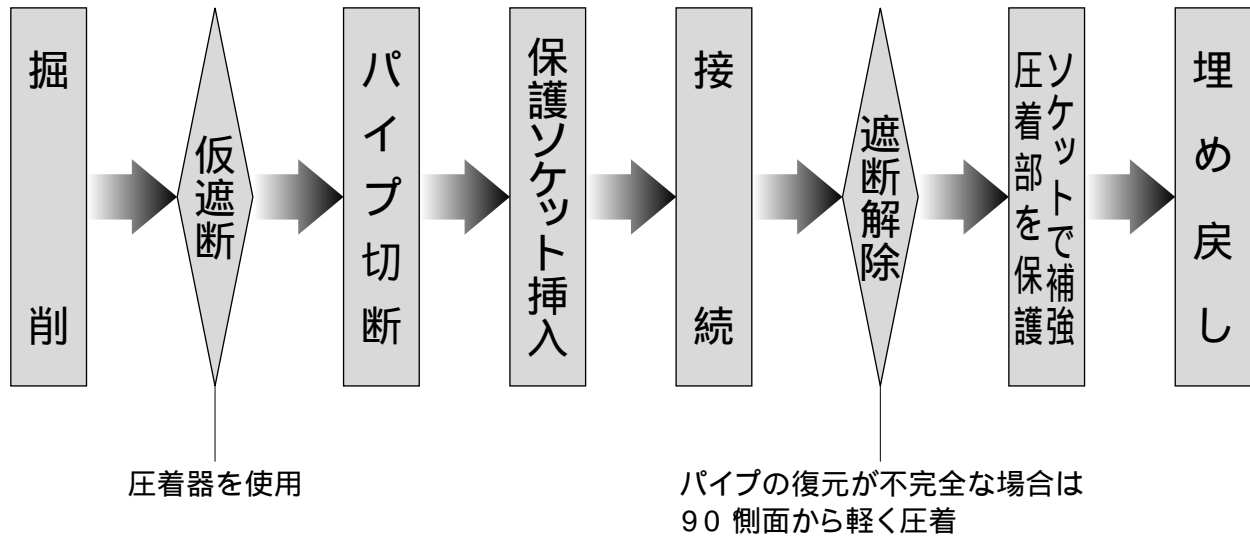 掘削
仮遮断
パイプ切断
保護ソケット挿入
接続
遮断解除
ソケットで補強
圧着部を保護
埋め戻し
圧着器を使用
パイプの復元が不完全な場合は
90 側面から軽く圧着